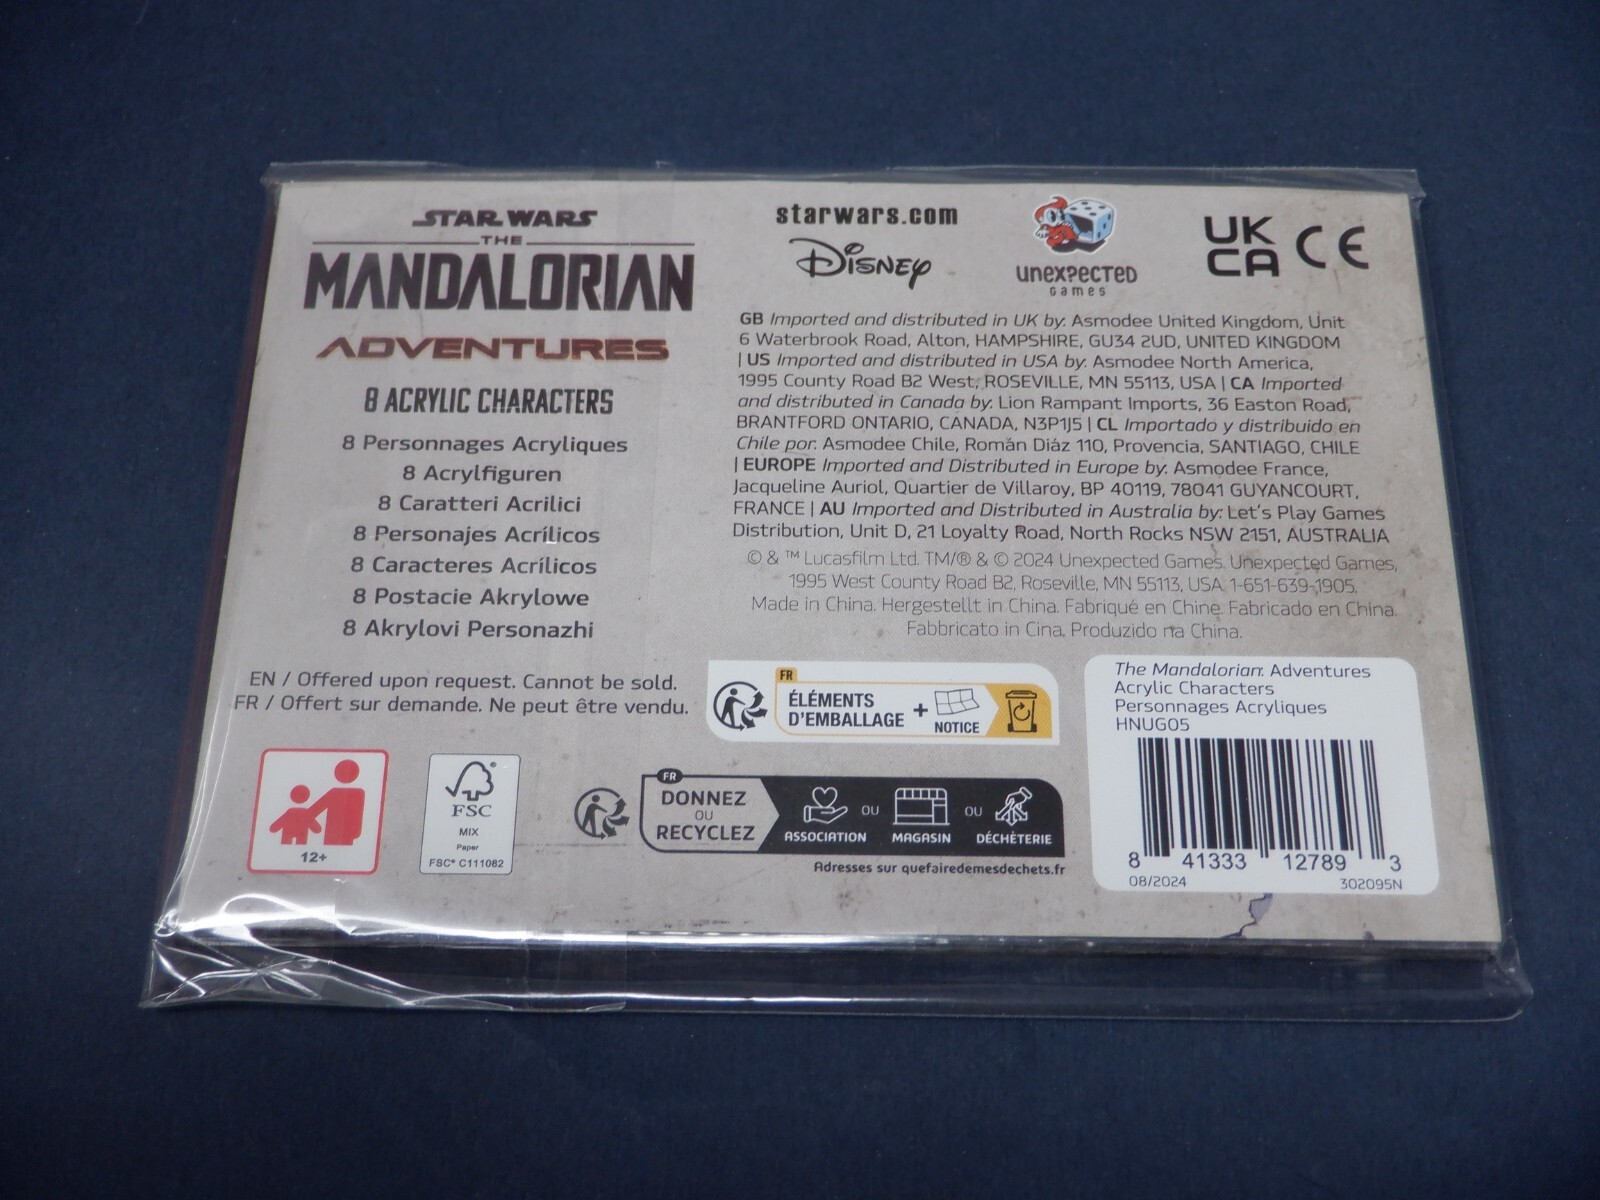 STAR WARS
THE
MANDALORIAN
ADVENTURES
8 ACRYLIC CHARACTERS
8 Personnages Acryliques
8 Acrylfiguren
8 Caratteri Acrilici
8 Personajes Acrílicos
8 Caracteres Acrílicos
8 Postacie Akrylowe
8 Akrylovi Personazhi
EN / Offered upon request. Cannot be sold.
FR / Offert sur demande. Ne peut être vendu.
12+
FSC
MIX
Paper
FSC® C111082
starwars.com
Disney
UNEXPECTED
games
UK
CA
CE
GB Imported and distributed in UK by: Asmodee United Kingdom, Unit
6 Waterbrook Road, Alton, HAMPSHIRE, GU34 2UD, UNITED KINGDOM
| US Imported and distributed in USA by: Asmodee North America,
1995 County Road B2 West, ROSEVILLE, MN 55113, USA | CA Imported
and distributed in Canada by: Lion Rampant Imports, 36 Easton Road,
BRANTFORD ONTARIO, CANADA, N3P1J5 | CL Importado y distribuido en
Chile por: Asmodee Chile, Román Diáz 110, Provencia, SANTIAGO, CHILE
| EUROPE Imported and Distributed in Europe by: Asmodee France,
Jacqueline Auriol, Quartier de Villaroy, BP 40119, 78041 GUYANCOURT,
FRANCE | AU Imported and Distributed in Australia by: Let's Play Games
Distribution, Unit D, 21 Loyalty Road, North Rocks NSW 2151, AUSTRALIA
© & ™ Lucasfilm Ltd. TM/® & © 2024 Unexpected Games. Unexpected Games,
1995 West County Road B2, Roseville, MN 55113, USA 1-651-639-1905.
Made in China. Hergestellt in China. Fabriqué en Chine. Fabricado en China.
Fabbricato in Cina. Produzido na China.
FR
ÉLÉMENTS
D'EMBALLAGE
+
NOTICE
FR
DONNEZ
OU
RECYCLEZ
ASSOCIATION
OU
MAGASIN
OU
DÉCHÈTERIE
Adresses sur quefairedemesdechets.fr
The Mandalorian: Adventures
Acrylic Characters
Personnages Acryliques
HNUG05
8 41333 12789 3
08/2024
302095N